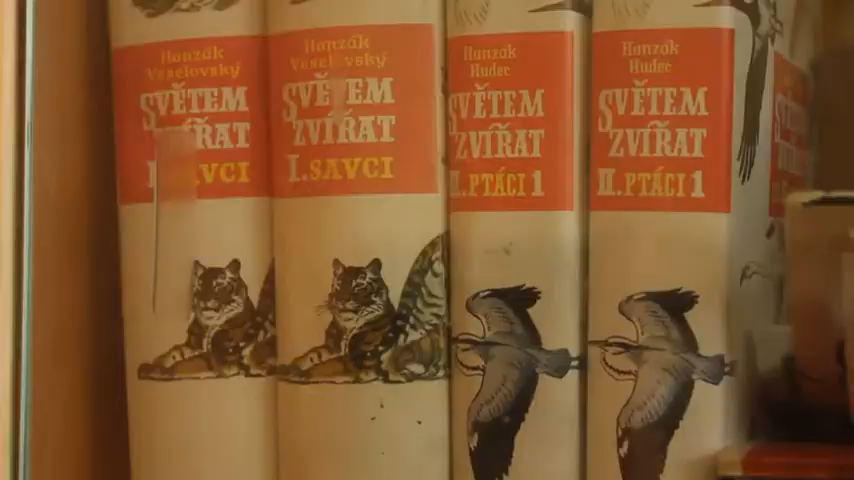 Hanzák
Veselovský
SVĚTEM
ZVÍŘAT
I. SAVCI
Hanzák
Veselovský
SVĚTEM
ZVÍŘAT
I. SAVCI
Hanzák
Hudec
SVĚTEM
ZVÍŘAT
II. PTÁCI 1
Hanzák
Hudec
SVĚTEM
ZVÍŘAT
II. PTÁCI 1